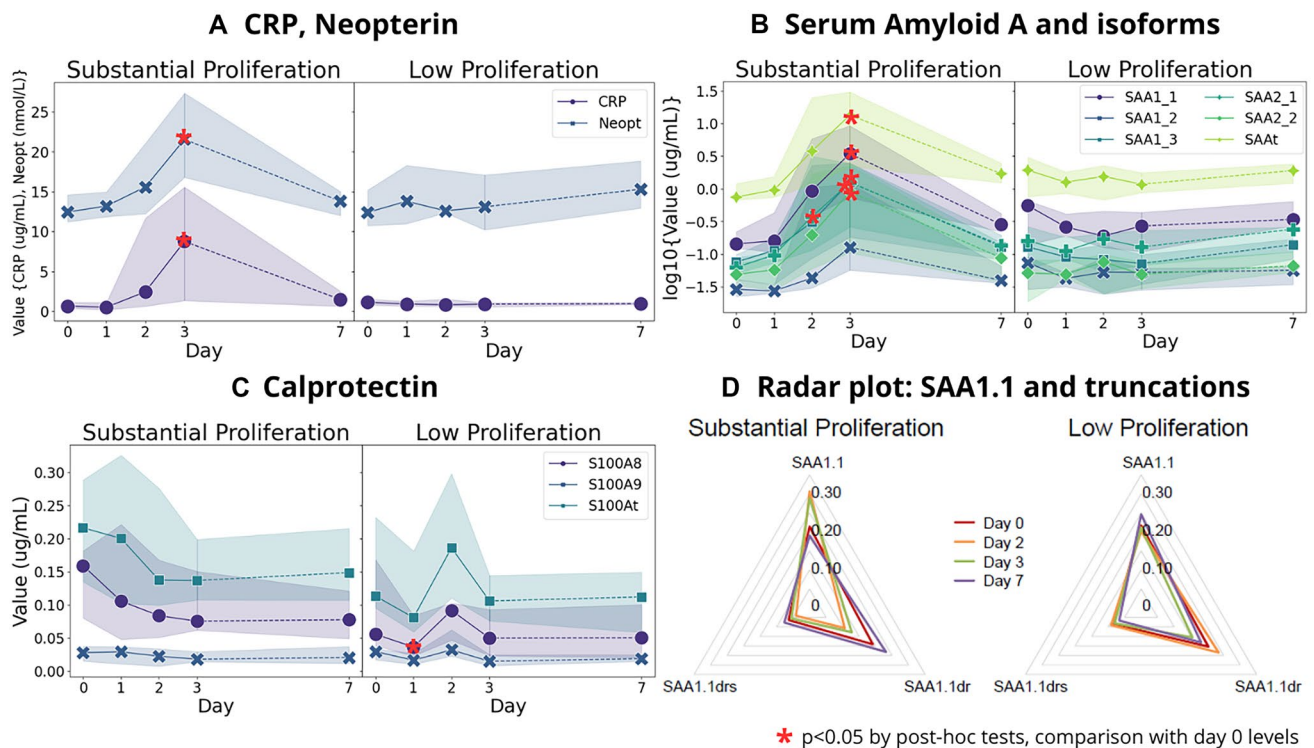 A CRP, Neopterin
Substantial Proliferation
Low Proliferation
Value {CRP (ug/mL), Neopt (nmol/L)}
25
20
15
10
5
0
CRP
Neopt
0 1 2 3 7
Day
0 1 2 3 7
Day
B Serum Amyloid A and isoforms
Substantial Proliferation
Low Proliferation
log10{Value (ug/mL)}
1.5
1.0
0.5
0.0
−0.5
−1.0
−1.5
SAA1_1
SAA1_2
SAA1_3
SAA2_1
SAA2_2
SAAt
0 1 2 3 7
Day
0 1 2 3 7
Day
C Calprotectin
Substantial Proliferation
Low Proliferation
Value (ug/mL)
0.30
0.25
0.20
0.15
0.10
0.05
0.00
S100A8
S100A9
S100At
0 1 2 3 7
Day
0 1 2 3 7
Day
D Radar plot: SAA1.1 and truncations
Substantial Proliferation
Low Proliferation
SAA1.1
0.30
0.20
0.10
0
SAA1.1drs
SAA1.1dr
Day 0
Day 2
Day 3
Day 7
SAA1.1
0.30
0.20
0.10
0
SAA1.1drs
SAA1.1dr
* p<0.05 by post-hoc tests, comparison with day 0 levels